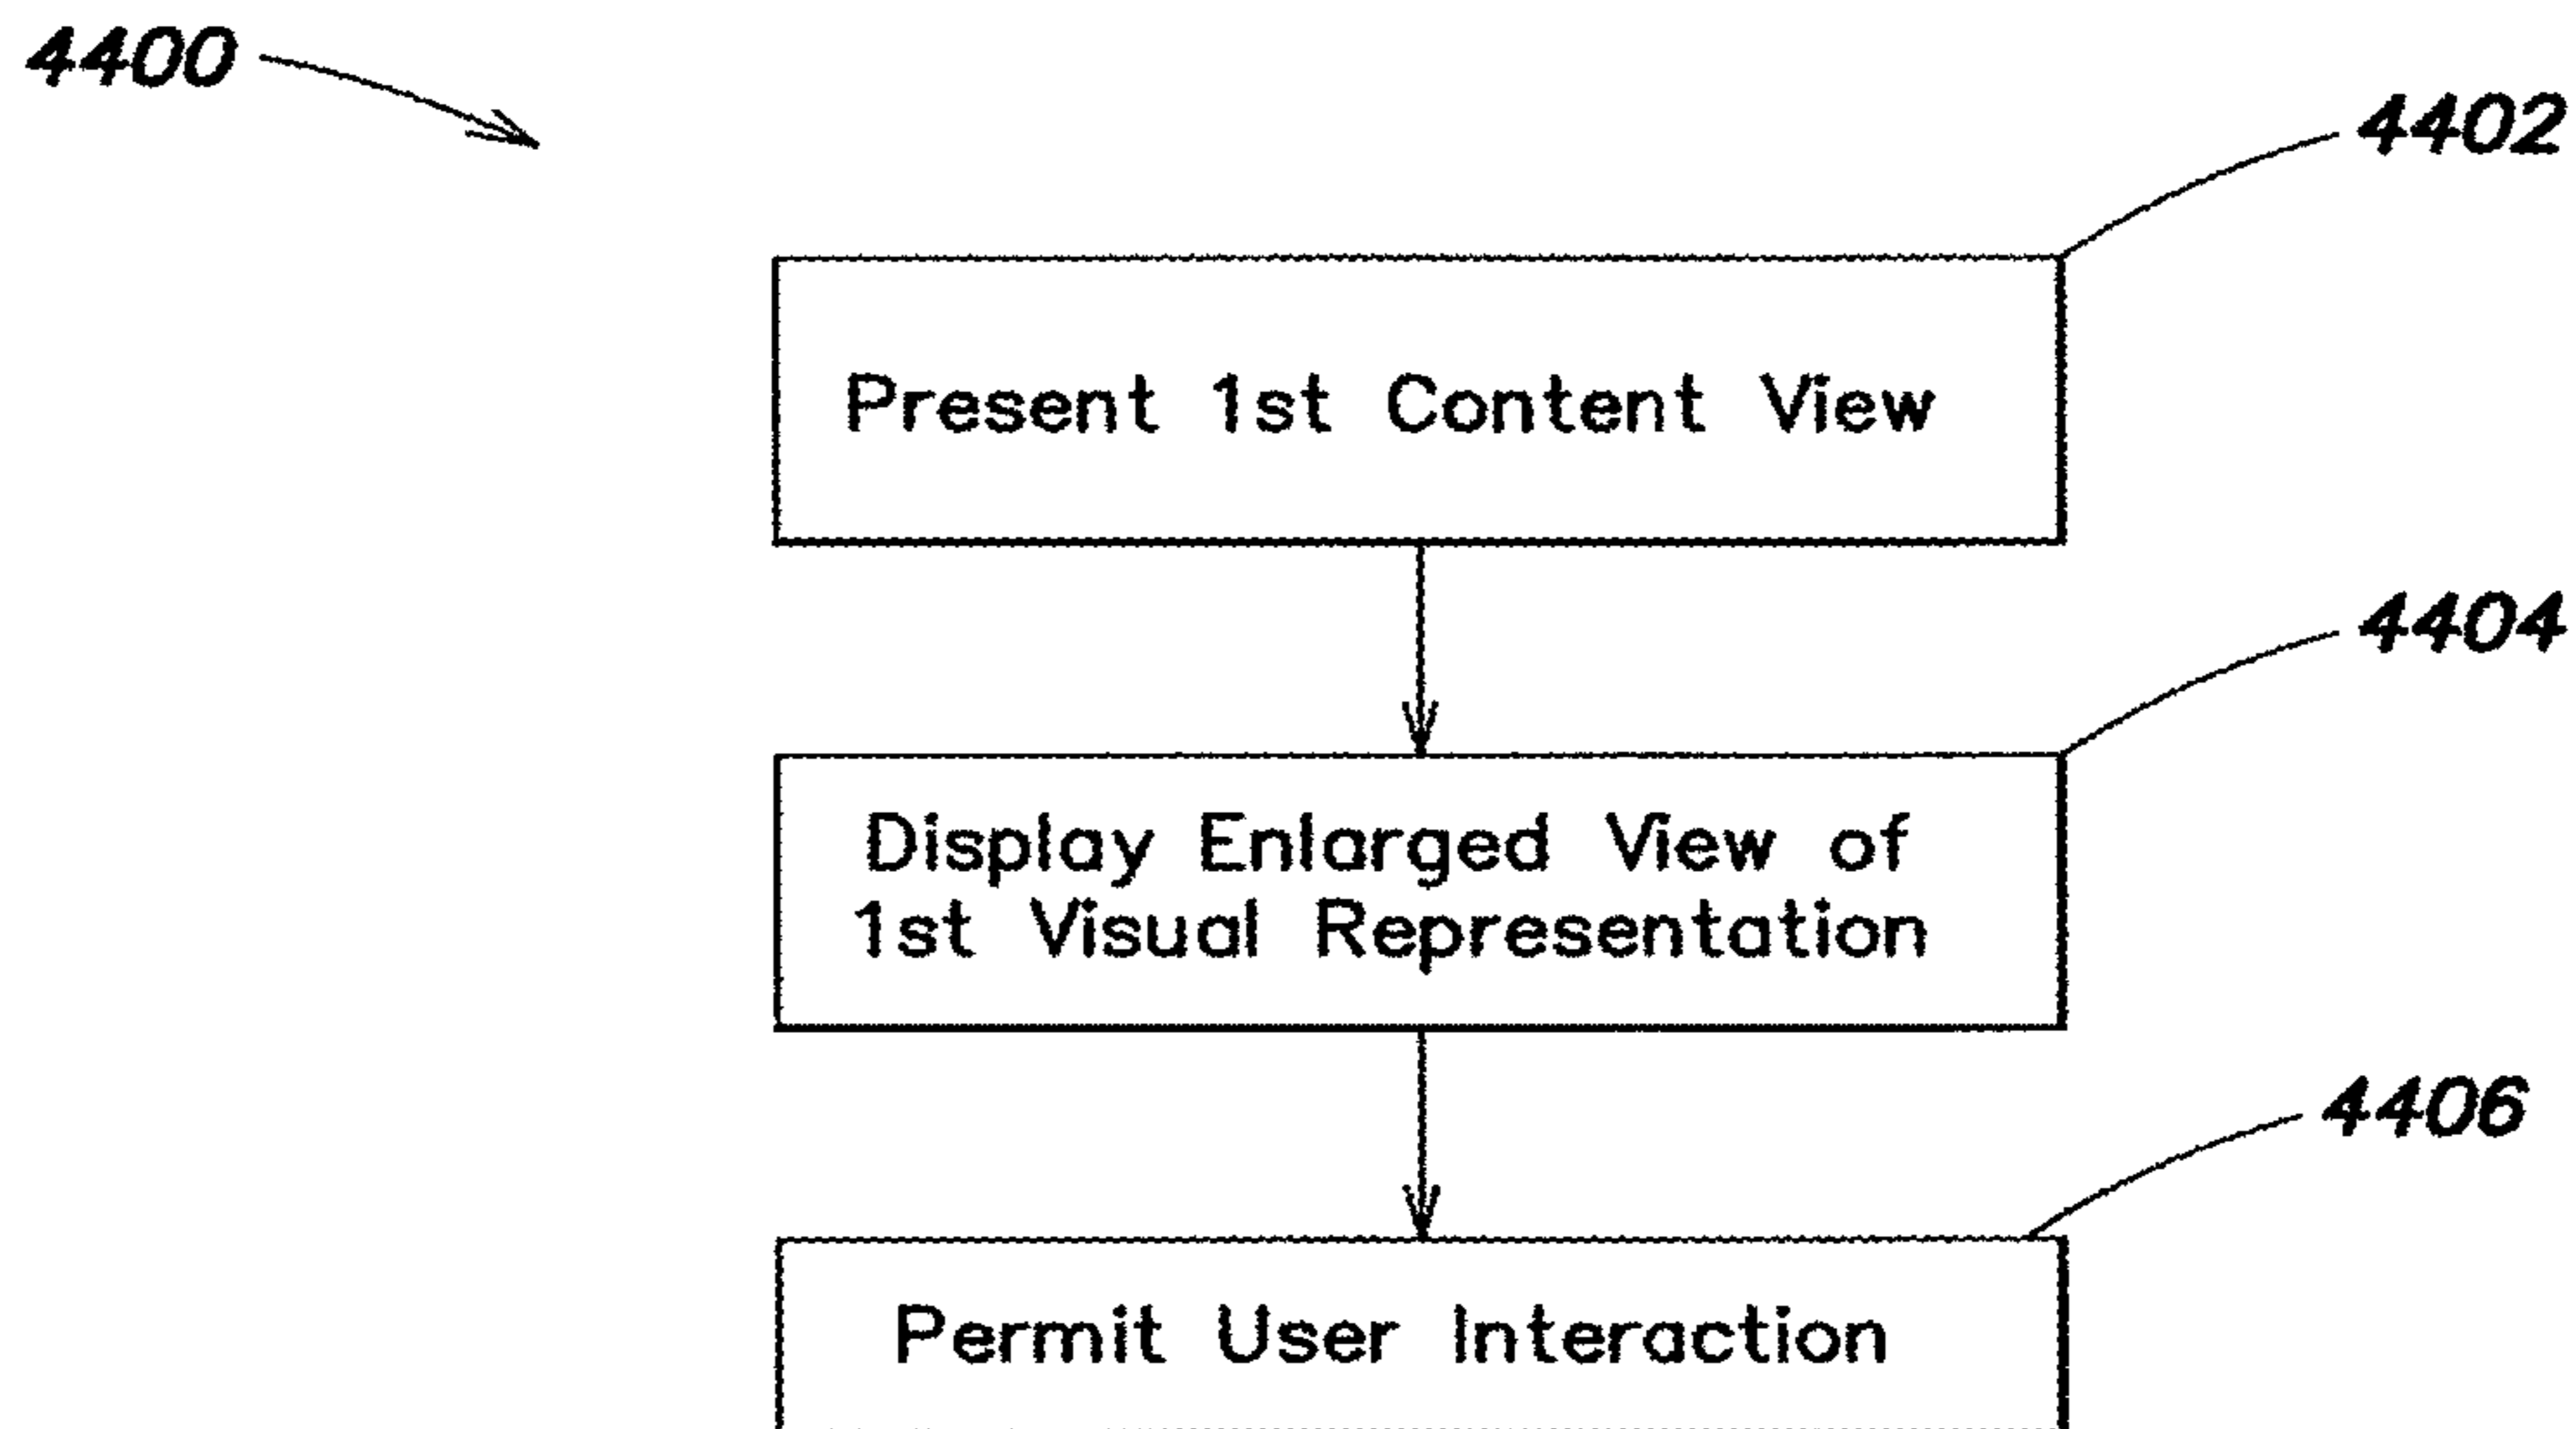 4400
4402
Present 1st Content View
4404
Display Enlarged View of
1st Visual Representation
4406
Permit User Interaction